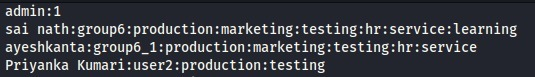 admin:1
sai nath:group6:production:marketing:testing:hr:service:learning
ayeshkanta:group6_1:production:marketing:testing:hr:service
Priyanka Kumari:user2:production:testing